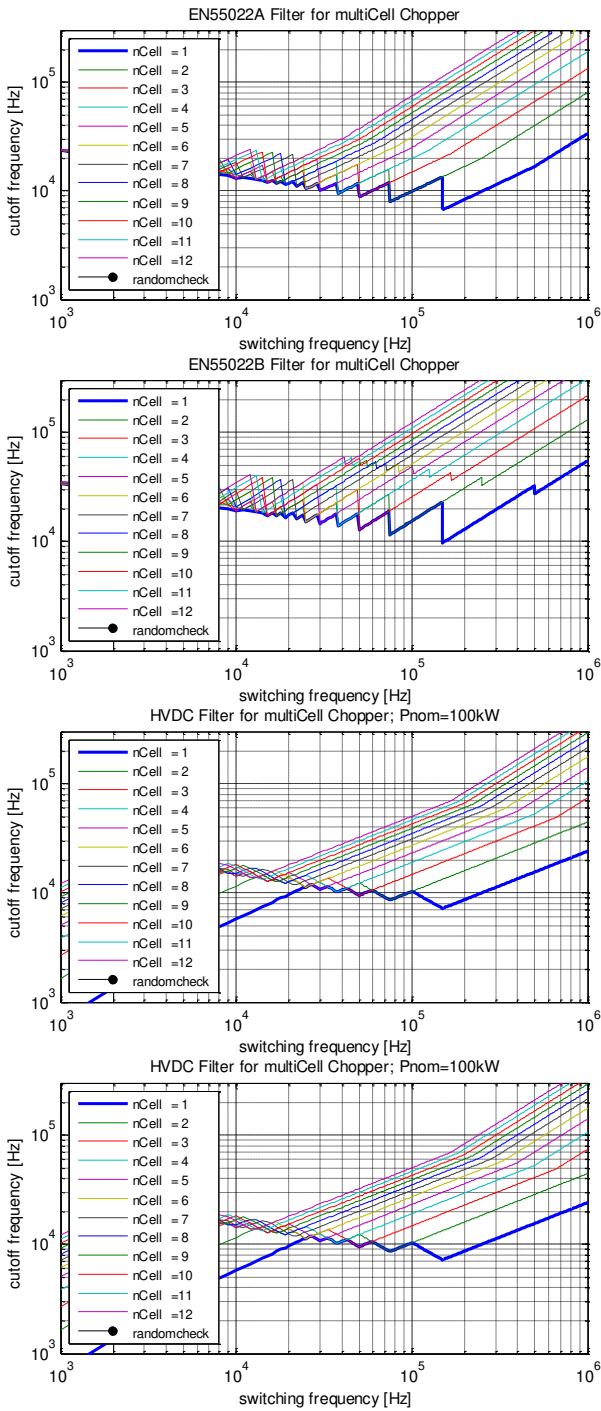 EN55022A Filter for multiCell Chopper
cutoff frequency [Hz]
10^5
10^4
10^3
nCell = 1
nCell = 2
nCell = 3
nCell = 4
nCell = 5
nCell = 6
nCell = 7
nCell = 8
nCell = 9
nCell = 10
nCell = 11
nCell = 12
randomcheck
10^3
10^4
10^5
10^6
switching frequency [Hz]
EN55022B Filter for multiCell Chopper
cutoff frequency [Hz]
10^5
10^4
10^3
nCell = 1
nCell = 2
nCell = 3
nCell = 4
nCell = 5
nCell = 6
nCell = 7
nCell = 8
nCell = 9
nCell = 10
nCell = 11
nCell = 12
randomcheck
10^3
10^4
10^5
10^6
switching frequency [Hz]
HVDC Filter for multiCell Chopper; Pnom=100kW
cutoff frequency [Hz]
10^5
10^4
10^3
nCell = 1
nCell = 2
nCell = 3
nCell = 4
nCell = 5
nCell = 6
nCell = 7
nCell = 8
nCell = 9
nCell = 10
nCell = 11
nCell = 12
randomcheck
10^3
10^4
10^5
10^6
switching frequency [Hz]
HVDC Filter for multiCell Chopper; Pnom=100kW
cutoff frequency [Hz]
10^5
10^4
10^3
nCell = 1
nCell = 2
nCell = 3
nCell = 4
nCell = 5
nCell = 6
nCell = 7
nCell = 8
nCell = 9
nCell = 10
nCell = 11
nCell = 12
randomcheck
10^3
10^4
10^5
10^6
switching frequency [Hz]